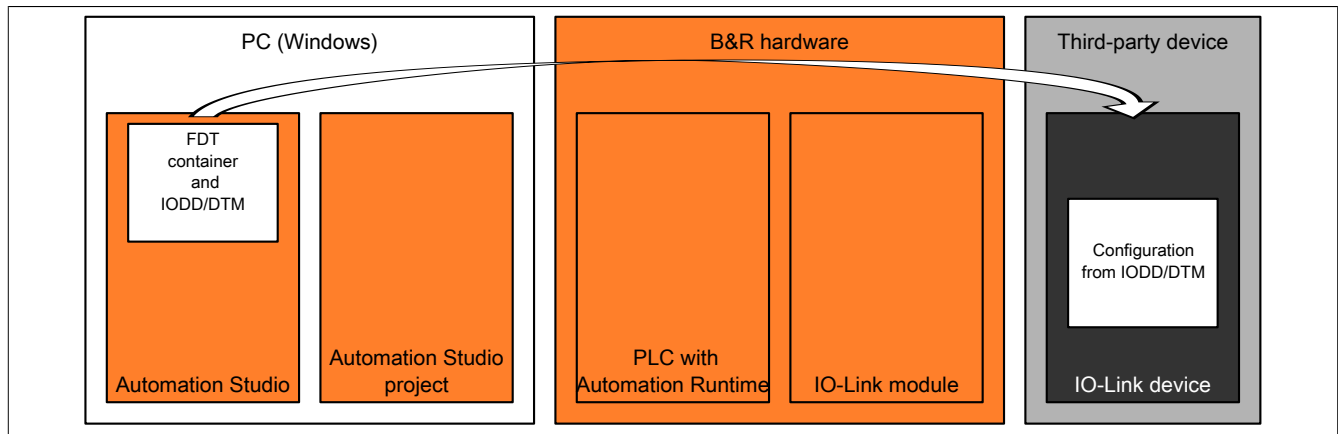 PC (Windows)
B&R hardware
Third-party device
FDT
container
and
IODD/DTM
Automation Studio
Automation Studio
project
PLC with
Automation Runtime
IO-Link module
Configuration
from IODD/DTM
IO-Link device